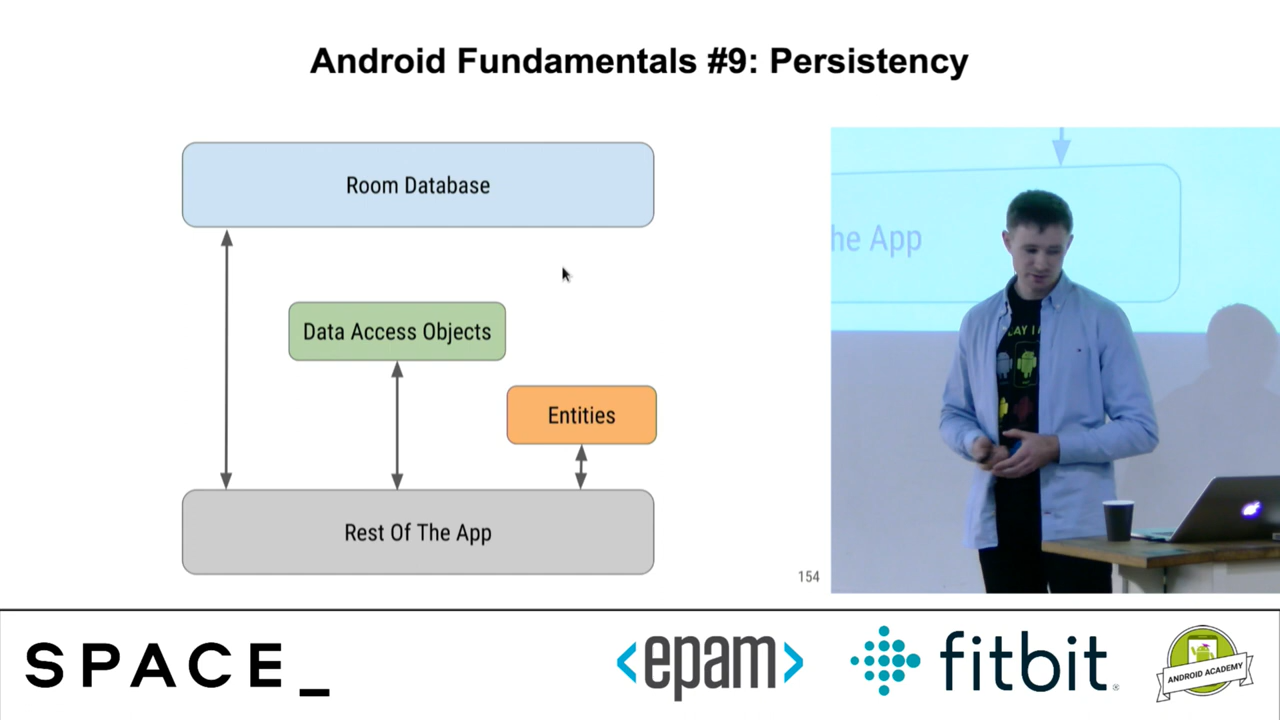 Android Fundamentals #9: Persistency
Room Database
Data Access Objects
Entities
Rest Of The App
154
he App
SPACE_
<epam>
fitbit
ANDROID ACADEMY